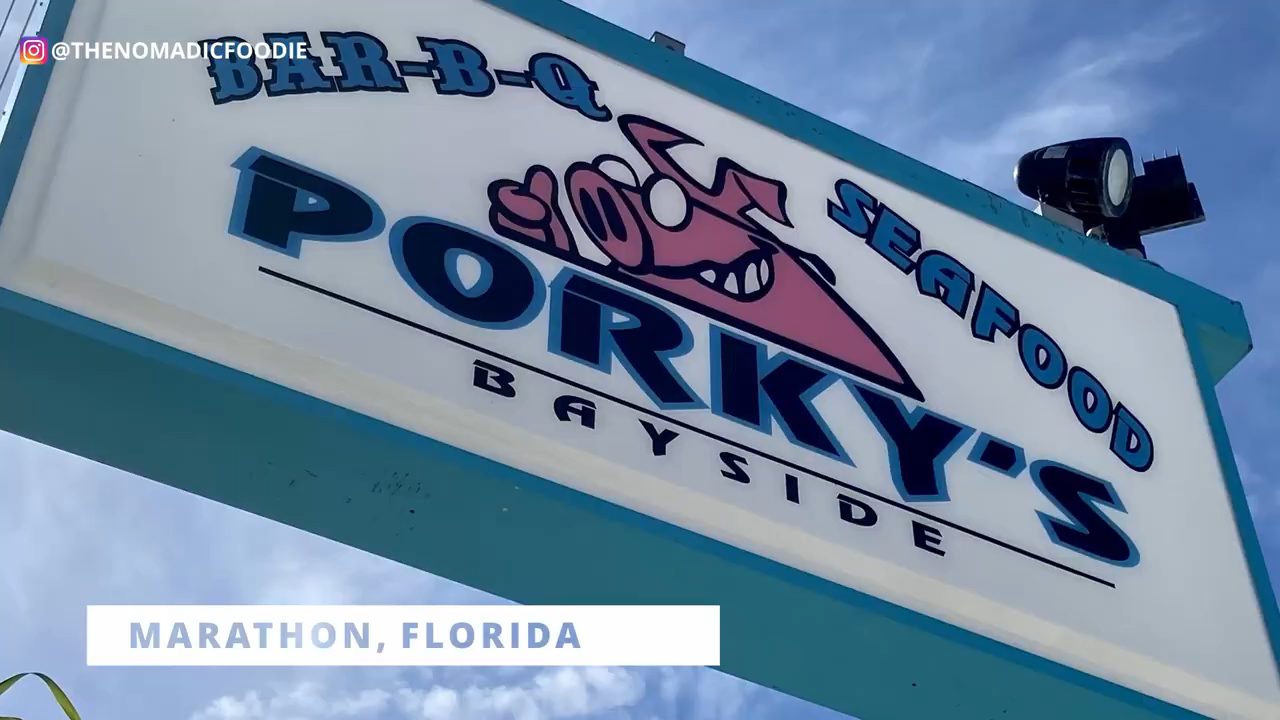 @THENOMADICFOODIE
BAR-B-Q
SEAFOOD
PORKY'S
BAYSIDE
MARATHON, FLORIDA